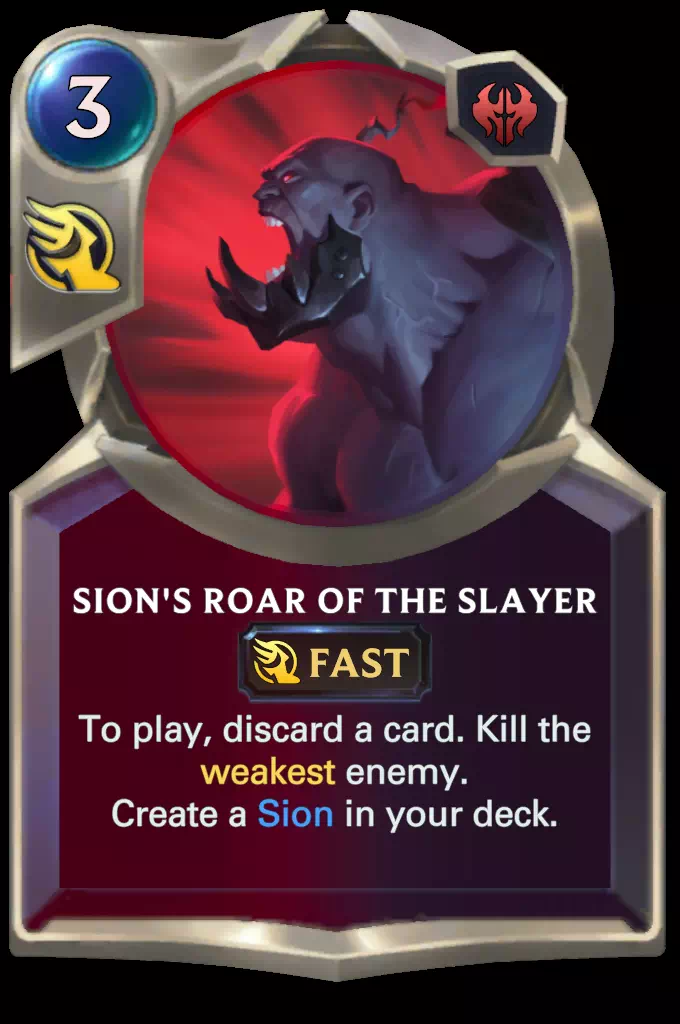 3
SION'S ROAR OF THE SLAYER
FAST
To play, discard a card. Kill the
weakest enemy.
Create a Sion in your deck.